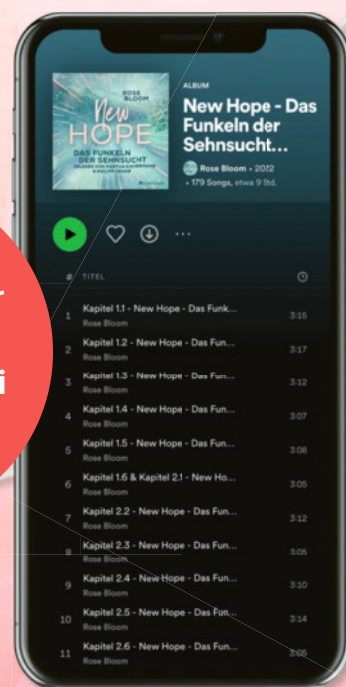 ROSE
BLOOM
New
HOPE
DAS FUNKELN
DER SEHNSUCHT
ALBUM
New Hope - Das
Funkeln der
Sehnsucht...
Rose Bloom • 2022
• 179 Songs, etwa 9 Std.
# TITEL
1 Kapitel 1.1 - New Hope - Das Funk... 3:15
Rose Bloom
2 Kapitel 1.2 - New Hope - Das Fun... 3:17
Rose Bloom
3 Kapitel 1.3 - New Hope - Das Fun... 3:12
Rose Bloom
4 Kapitel 1.4 - New Hope - Das Fun... 3:07
Rose Bloom
5 Kapitel 1.5 - New Hope - Das Fun... 3:08
Rose Bloom
6 Kapitel 1.6 & Kapitel 2.1 - New Ho... 3:05
Rose Bloom
7 Kapitel 2.2 - New Hope - Das Fun... 3:12
Rose Bloom
8 Kapitel 2.3 - New Hope - Das Fun... 3:05
Rose Bloom
9 Kapitel 2.4 - New Hope - Das Fun... 3:10
Rose Bloom
10 Kapitel 2.5 - New Hope - Das Fun... 3:14
Rose Bloom
11 Kapitel 2.6 - New Hope - Das Fun... 3:05
Rose Bloom